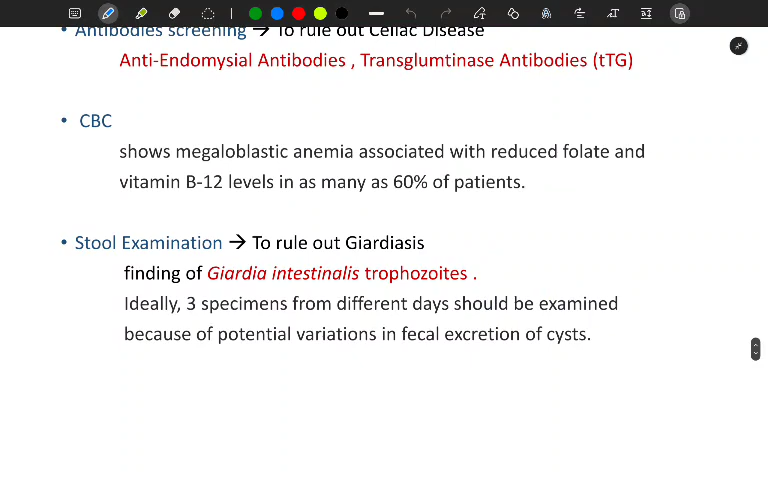 • Antibodies screening → To rule out Celiac Disease
Anti-Endomysial Antibodies , Transglumtinase Antibodies (tTG)
• CBC
shows megaloblastic anemia associated with reduced folate and
vitamin B-12 levels in as many as 60% of patients.
• Stool Examination → To rule out Giardiasis
finding of Giardia intestinalis trophozoites .
Ideally, 3 specimens from different days should be examined
because of potential variations in fecal excretion of cysts.